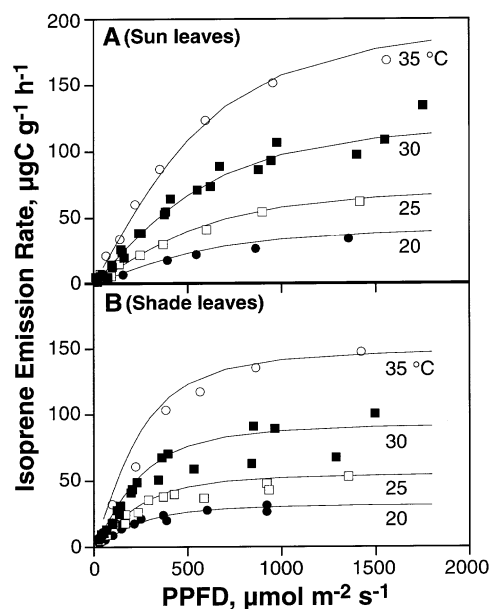 200
A (Sun leaves)
35 °C
150
30
100
25
50
20
0
B (Shade leaves)
150
35 °C
100
30
50
25
20
0
0 500 1000 1500 2000
PPFD, µmol m-2 s-1
Isoprene Emission Rate, µgC g-1 h-1